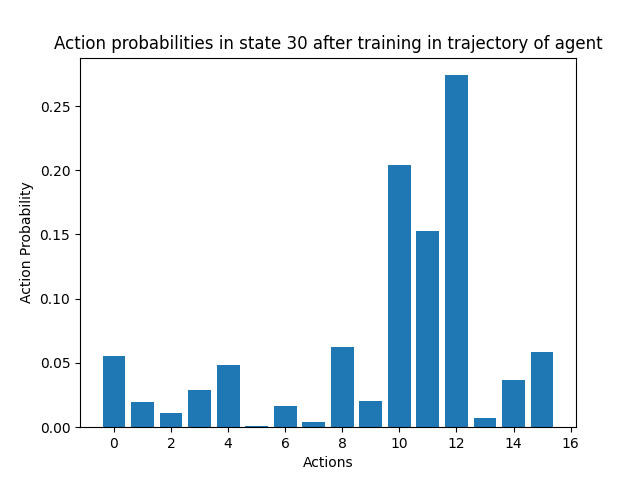 Action probabilities in state 30 after training in trajectory of agent
0.25
0.20
0.15
0.10
0.05
0.00
Action Probability
0 2 4 6 8 10 12 14 16
Actions